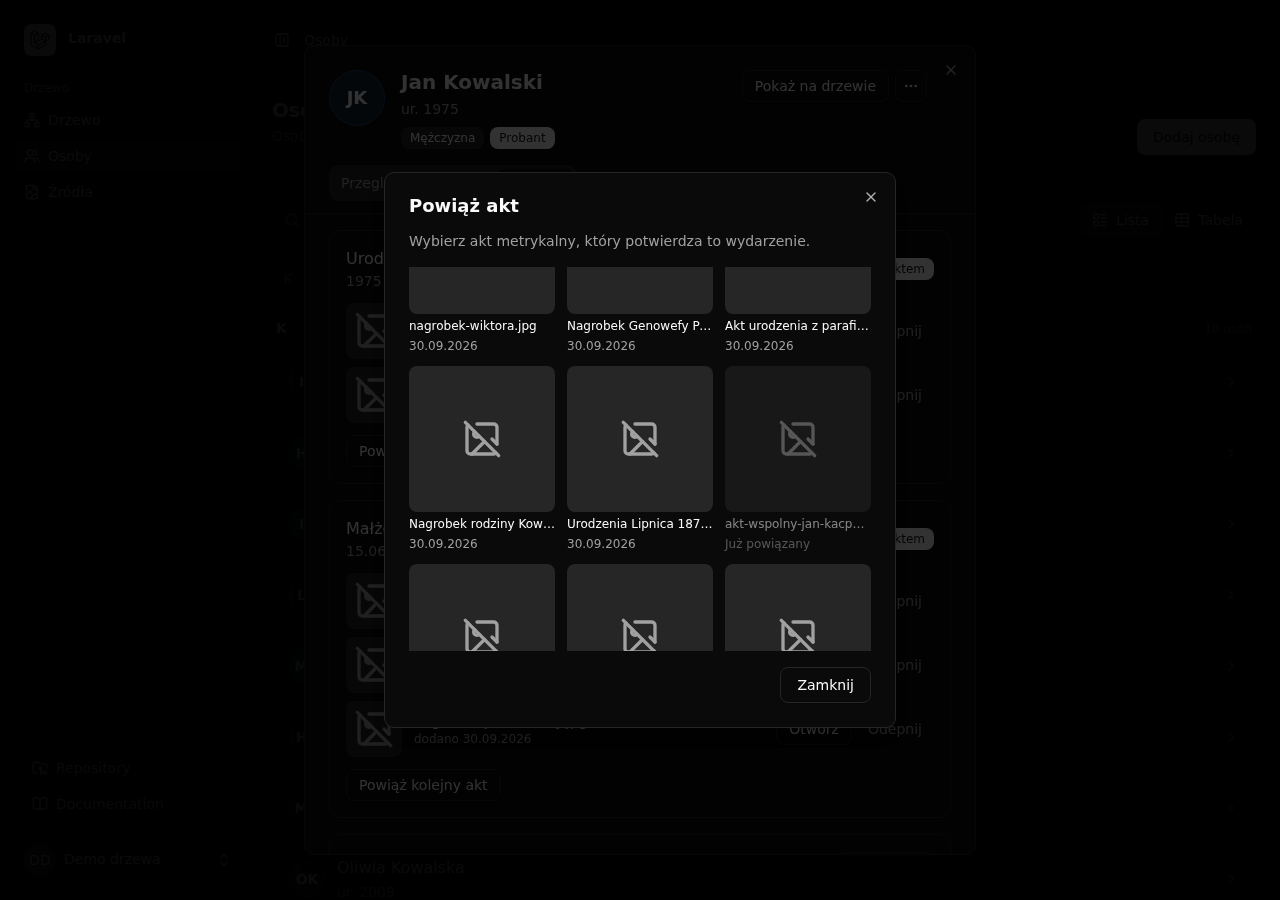 Laravel
Osoby
Drzewo
Drzewo
Osoby
Źródła
Dodaj osobę
Lista
Tabela
JK
Jan Kowalski
ur. 1975
Mężczyzna
Probant
Pokaż na drzewie
Powiąż akt
Wybierz akt metrykalny, który potwierdza to wydarzenie.
nagrobek-wiktora.jpg
30.09.2026
Nagrobek Genowefy P...
30.09.2026
Akt urodzenia z parafi...
30.09.2026
Nagrobek rodziny Kow...
30.09.2026
Urodzenia Lipnica 187...
30.09.2026
akt-wspolny-jan-kacp...
Już powiązany
Zamknij
dodano 30.09.2026
Otwórz
Odepnij
Powiąż kolejny akt
Repository
Documentation
DD
Demo drzewa
OK
Oliwia Kowalska
ur. 2009